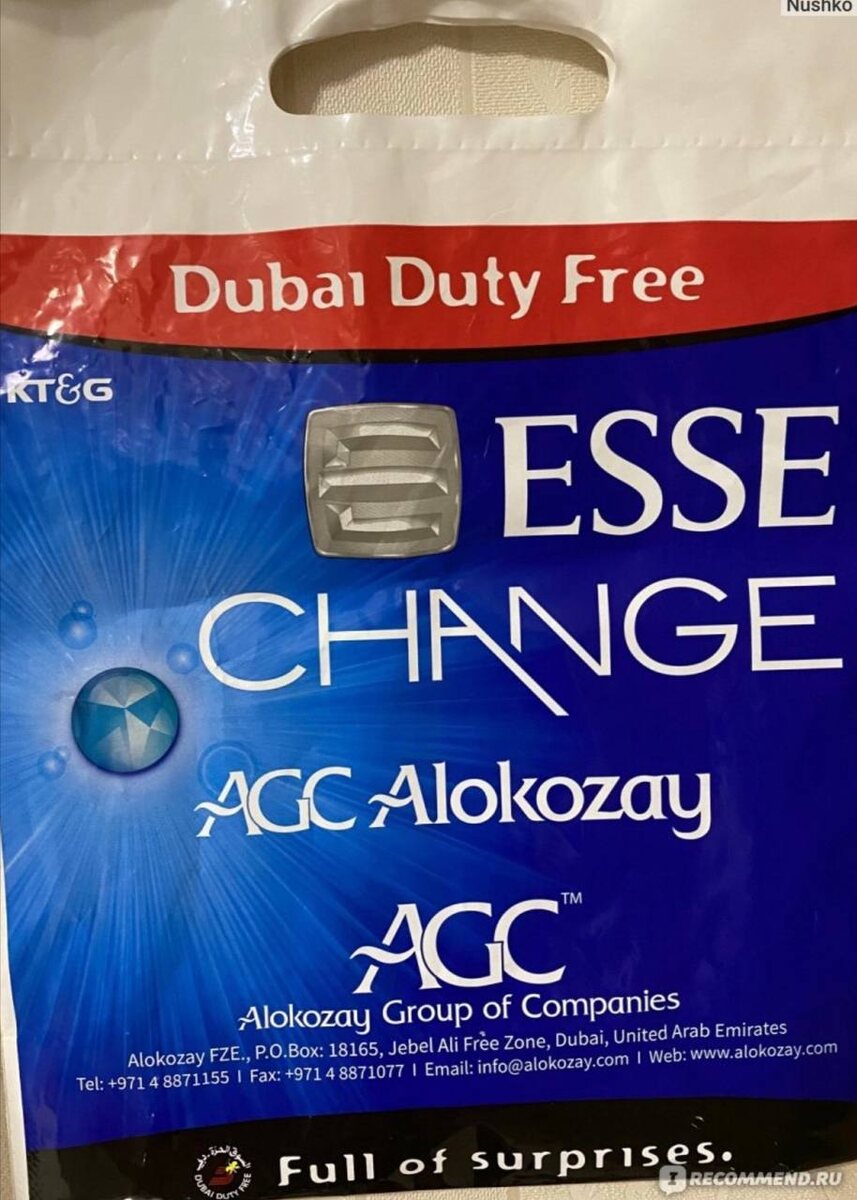 Nushko
Dubai Duty Free
KT&G
ESSE
CHANGE
AGC Alokozay
AGC™
Alokozay Group of Companies
Alokozay FZE., P.O.Box: 18165, Jebel Ali Free Zone, Dubai, United Arab Emirates
Tel: +971 4 8871155 I Fax: +971 4 8871077 I Email: info@alokozay.com I Web: www.alokozay.com
DUBAI DUTY FREE
Full of surprises.
RECOMMEND.RU